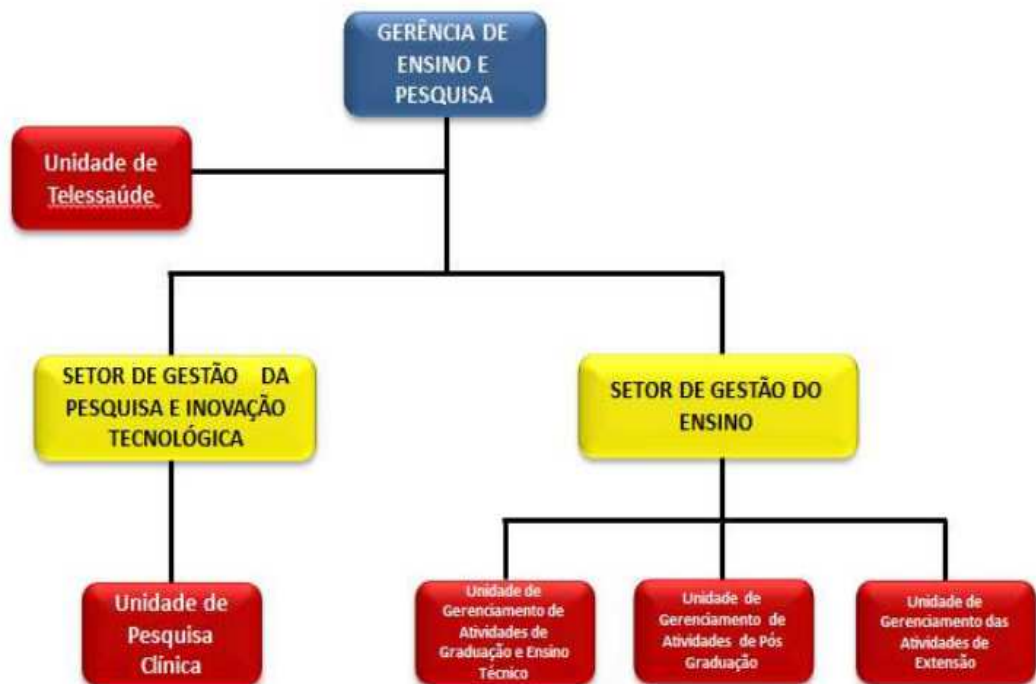 GERÊNCIA DE
ENSINO E
PESQUISA
Unidade de
Telessaúde
SETOR DE GESTÃO DA
PESQUISA E INOVAÇÃO
TECNOLÓGICA
SETOR DE GESTÃO DO
ENSINO
Unidade de
Pesquisa
Clínica
Unidade de
Gerenciamento de
Atividades de
Graduação e Ensino
Técnico
Unidade de
Gerenciamento de
Atividades de Pós
Graduação
Unidade de
Gerenciamento das
Atividades de
Extensão